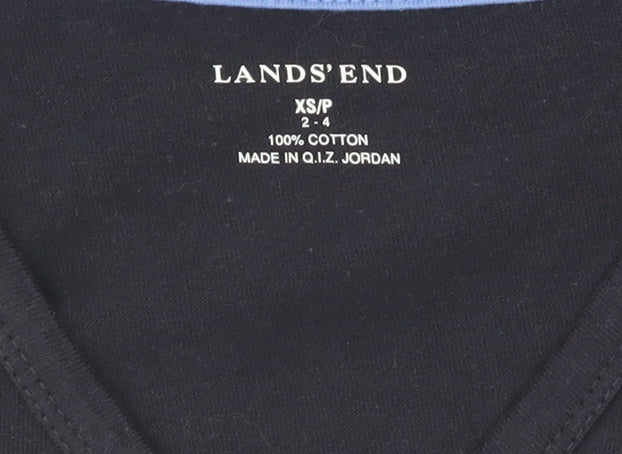 LANDS' END
XS/P
2 - 4
100% COTTON
MADE IN Q.I.Z. JORDAN